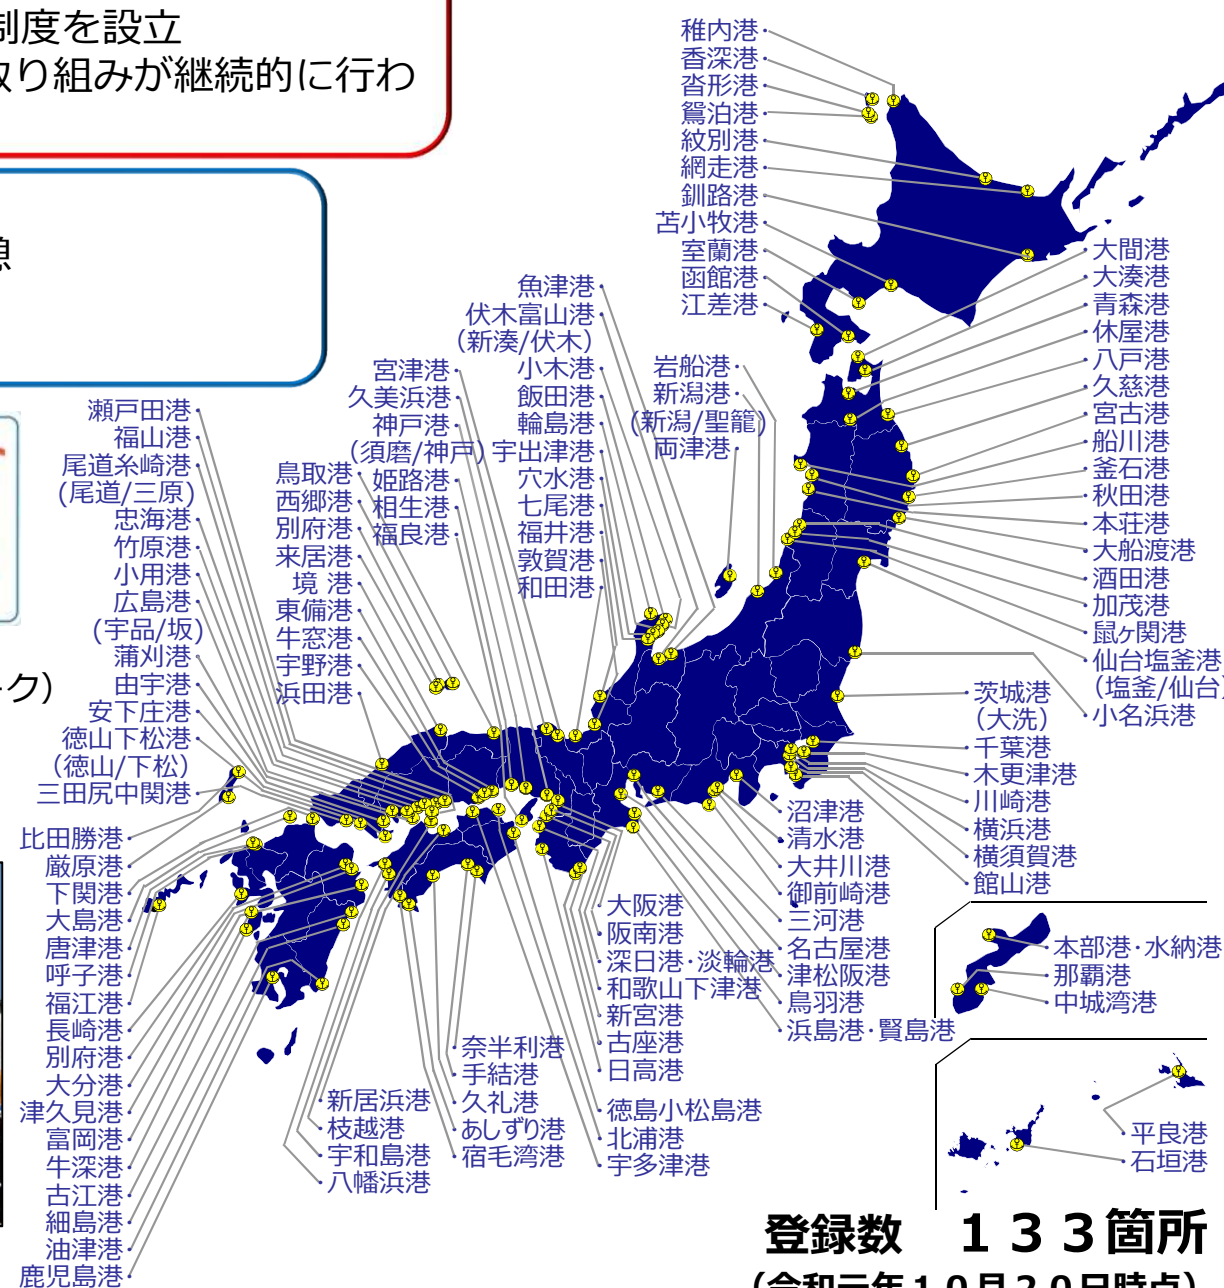 制度を設立
取り組みが継続的に行わ
憩
ーク）
稚内港
香深港
沓形港
鴛泊港
紋別港
網走港
釧路港
苫小牧港
室蘭港
函館港
江差港
大間港
大湊港
青森港
休屋港
八戸港
久慈港
宮古港
船川港
釜石港
秋田港
本荘港
大船渡港
酒田港
加茂港
鼠ヶ関港
仙台塩釜港
（塩釜/仙台）
小名浜港
岩船港
新潟港
(新潟/聖籠)
両津港
魚津港
伏木富山港
(新湊/伏木)
小木港
飯田港
輪島港
宇出津港
穴水港
七尾港
福井港
敦賀港
和田港
宮津港
久美浜港
神戸港
(須磨/神戸)
姫路港
相生港
福良港
鳥取港
西郷港
別府港
来居港
境 港
東備港
牛窓港
宇野港
浜田港
瀬戸田港
福山港
尾道糸崎港
(尾道/三原)
忠海港
竹原港
小用港
広島港
(宇品/坂)
蒲刈港
由宇港
安下庄港
徳山下松港
（徳山/下松）
三田尻中関港
比田勝港
厳原港
下関港
大島港
唐津港
呼子港
福江港
長崎港
別府港
大分港
津久見港
富岡港
牛深港
古江港
細島港
油津港
鹿児島港
新居浜港
枝越港
宇和島港
八幡浜港
奈半利港
手結港
久礼港
あしずり港
宿毛湾港
大阪港
阪南港
深日港・淡輪港
和歌山下津港
新宮港
古座港
日高港
徳島小松島港
北浦港
宇多津港
茨城港
（大洗）
千葉港
木更津港
川崎港
横浜港
横須賀港
館山港
沼津港
清水港
大井川港
御前崎港
三河港
名古屋港
津松阪港
鳥羽港
浜島港・賢島港
本部港・水納港
那覇港
中城湾港
平良港
石垣港
登録数　１３３箇所
（令和元年１０月２０日時点）